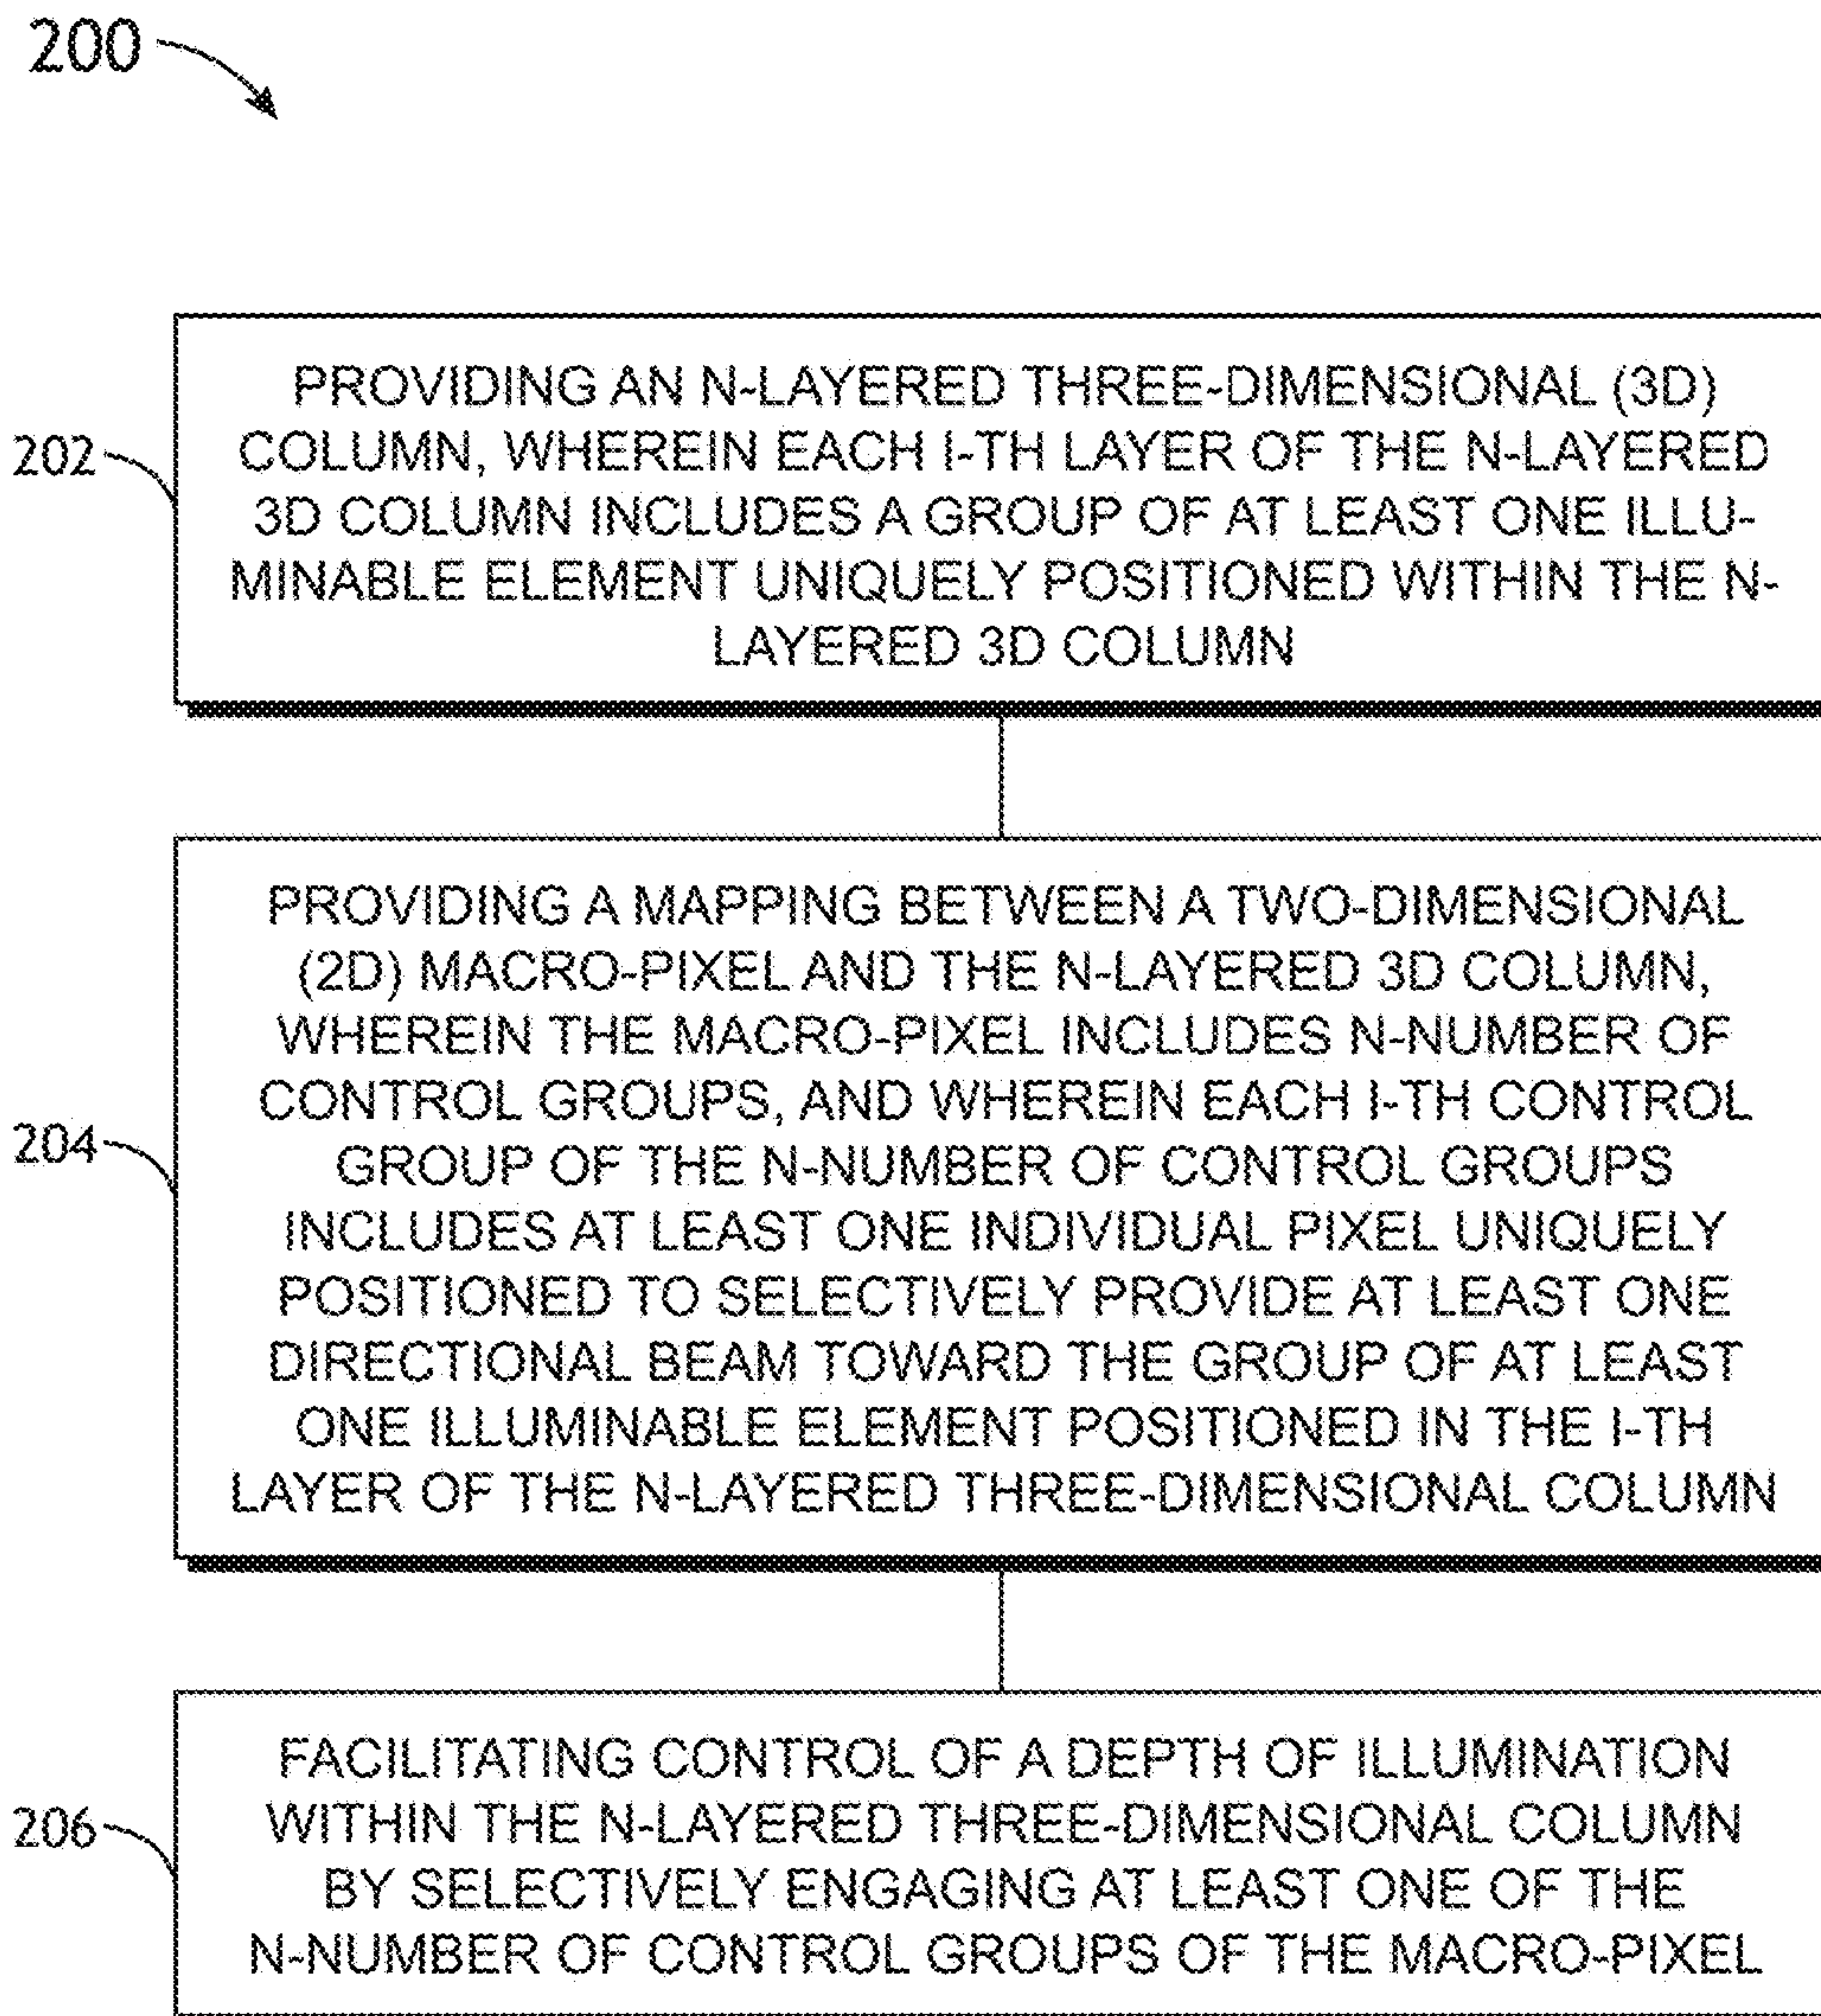 200
202
PROVIDING AN N-LAYERED THREE-DIMENSIONAL (3D)
COLUMN, WHEREIN EACH I-TH LAYER OF THE N-LAYERED
3D COLUMN INCLUDES A GROUP OF AT LEAST ONE ILLU-
MINABLE ELEMENT UNIQUELY POSITIONED WITHIN THE N-
LAYERED 3D COLUMN
204
PROVIDING A MAPPING BETWEEN A TWO-DIMENSIONAL
(2D) MACRO-PIXEL AND THE N-LAYERED 3D COLUMN,
WHEREIN THE MACRO-PIXEL INCLUDES N-NUMBER OF
CONTROL GROUPS, AND WHEREIN EACH I-TH CONTROL
GROUP OF THE N-NUMBER OF CONTROL GROUPS
INCLUDES AT LEAST ONE INDIVIDUAL PIXEL UNIQUELY
POSITIONED TO SELECTIVELY PROVIDE AT LEAST ONE
DIRECTIONAL BEAM TOWARD THE GROUP OF AT LEAST
ONE ILLUMINABLE ELEMENT POSITIONED IN THE I-TH
LAYER OF THE N-LAYERED THREE-DIMENSIONAL COLUMN
206
FACILITATING CONTROL OF A DEPTH OF ILLUMINATION
WITHIN THE N-LAYERED THREE-DIMENSIONAL COLUMN
BY SELECTIVELY ENGAGING AT LEAST ONE OF THE
N-NUMBER OF CONTROL GROUPS OF THE MACRO-PIXEL